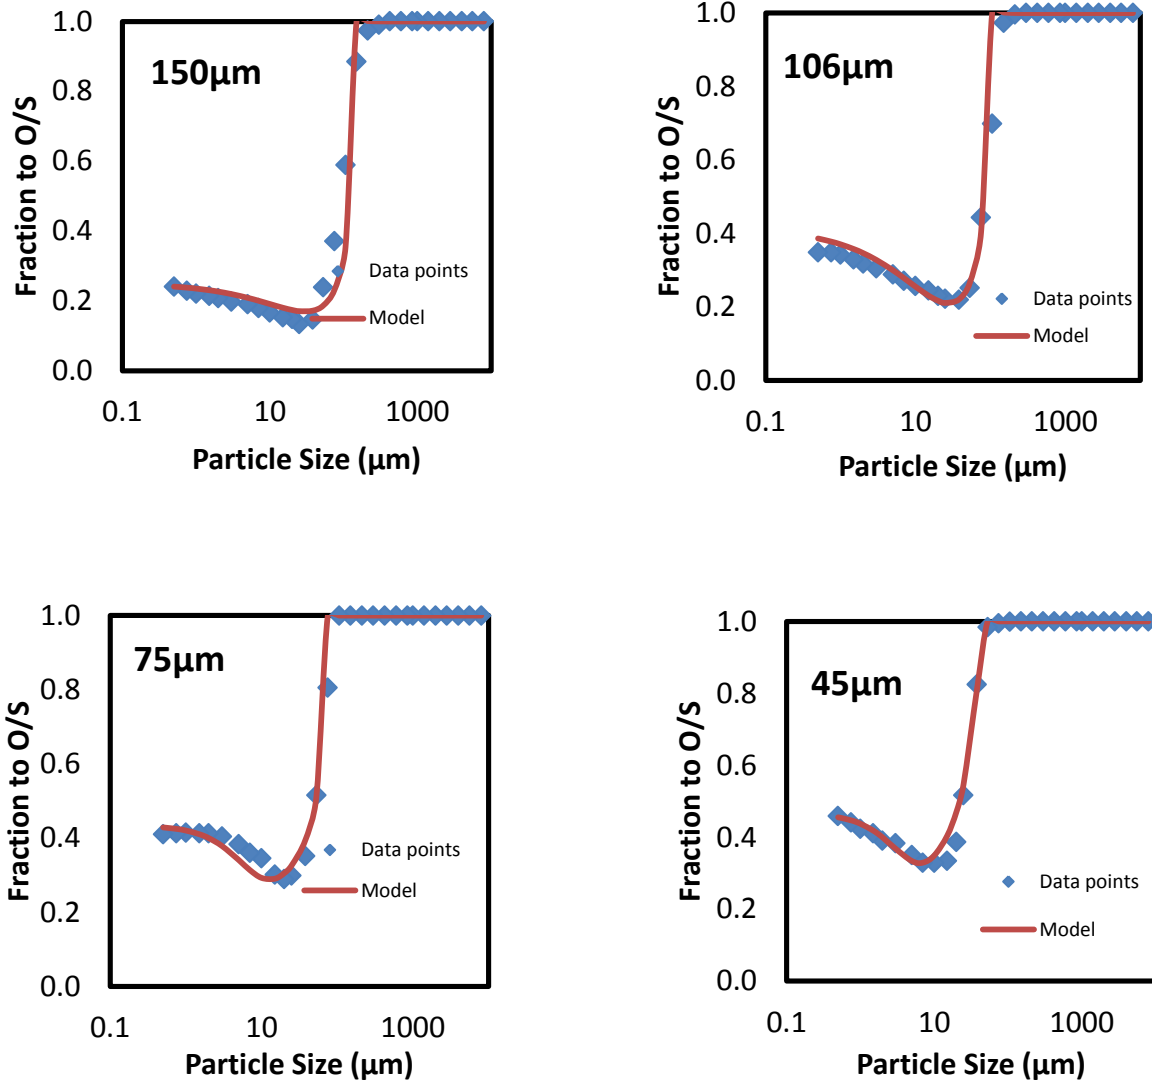 150µm
Fraction to O/S
1.0
0.8
0.6
0.4
0.2
0.0
Data points
Model
0.1
10
1000
Particle Size (µm)
106µm
Fraction to O/S
1.0
0.8
0.6
0.4
0.2
0.0
Data points
Model
0.1
10
1000
Particle Size (µm)
75µm
Fraction to O/S
1.0
0.8
0.6
0.4
0.2
0.0
Data points
Model
0.1
10
1000
Particle Size (µm)
45µm
Fraction to O/S
1.0
0.8
0.6
0.4
0.2
0.0
Data points
Model
0.1
10
1000
Particle Size (µm)